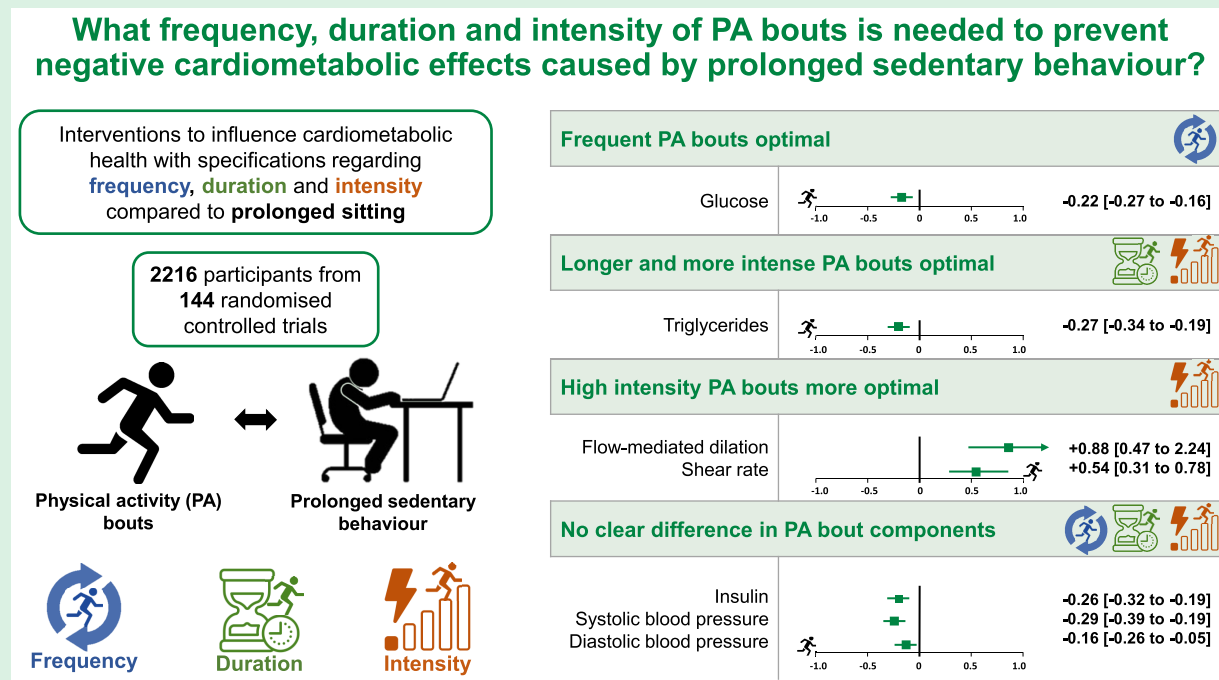 What frequency, duration and intensity of PA bouts is needed to prevent
negative cardiometabolic effects caused by prolonged sedentary behaviour?
Interventions to influence cardiometabolic
health with specifications regarding
frequency, duration and intensity
compared to prolonged sitting
2216 participants from
144 randomised
controlled trials
Physical activity (PA)
bouts
Prolonged sedentary
behaviour
Frequency
Duration
Intensity
Frequent PA bouts optimal
Glucose
-0.22 [-0.27 to -0.16]
-1.0 -0.5 0 0.5 1.0
Longer and more intense PA bouts optimal
Triglycerides
-0.27 [-0.34 to -0.19]
-1.0 -0.5 0 0.5 1.0
High intensity PA bouts more optimal
Flow-mediated dilation
+0.88 [0.47 to 2.24]
Shear rate
+0.54 [0.31 to 0.78]
-1.0 -0.5 0 0.5 1.0
No clear difference in PA bout components
Insulin
-0.26 [-0.32 to -0.19]
Systolic blood pressure
-0.29 [-0.39 to -0.19]
Diastolic blood pressure
-0.16 [-0.26 to -0.05]
-1.0 -0.5 0 0.5 1.0